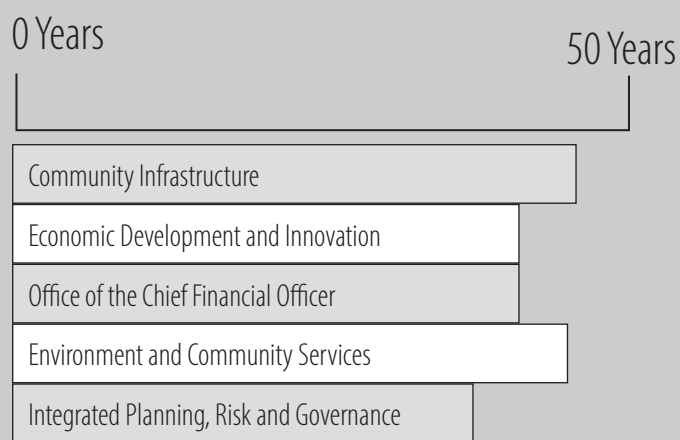 0 Years
50 Years
Community Infrastructure
Economic Development and Innovation
Office of the Chief Financial Officer
Environment and Community Services
Integrated Planning, Risk and Governance